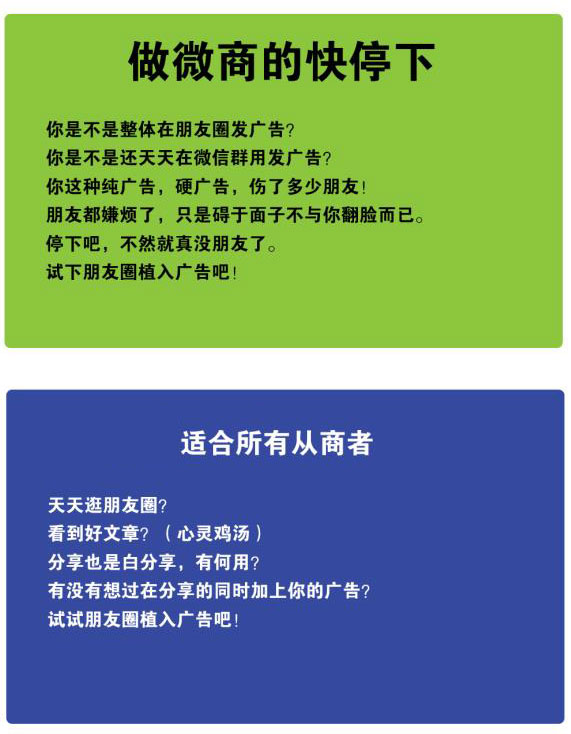 做微商的快停下
你是不是整体在朋友圈发广告？
你是不是还天天在微信群用发广告？
你这种纯广告，硬广告，伤了多少朋友！
朋友都嫌烦了，只是碍于面子不与你翻脸而已。
停下吧，不然就真没朋友了。
试下朋友圈植入广告吧！
适合所有从商者
天天逛朋友圈？
看到好文章？（心灵鸡汤）
分享也是白分享，有何用？
有没有想过在分享的同时加上你的广告？
试试朋友圈植入广告吧！